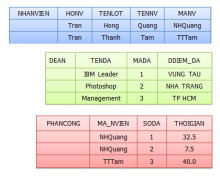 NHANVIEN HONV TENLOT TENNV MANV
Tran Hong Quang NHQuang
Tran Thanh Tam TTTam
DEAN TENDA MADA DDIEM_DA
IBM Leader 1 VUNG TAU
Photoshop 2 NHA TRANG
Management 3 TP HCM
PHANCONG MA_NVIEN SODA THOIGIAN
NHQuang 1 32.5
NHQuang 2 7.5
TTTam 3 40.0